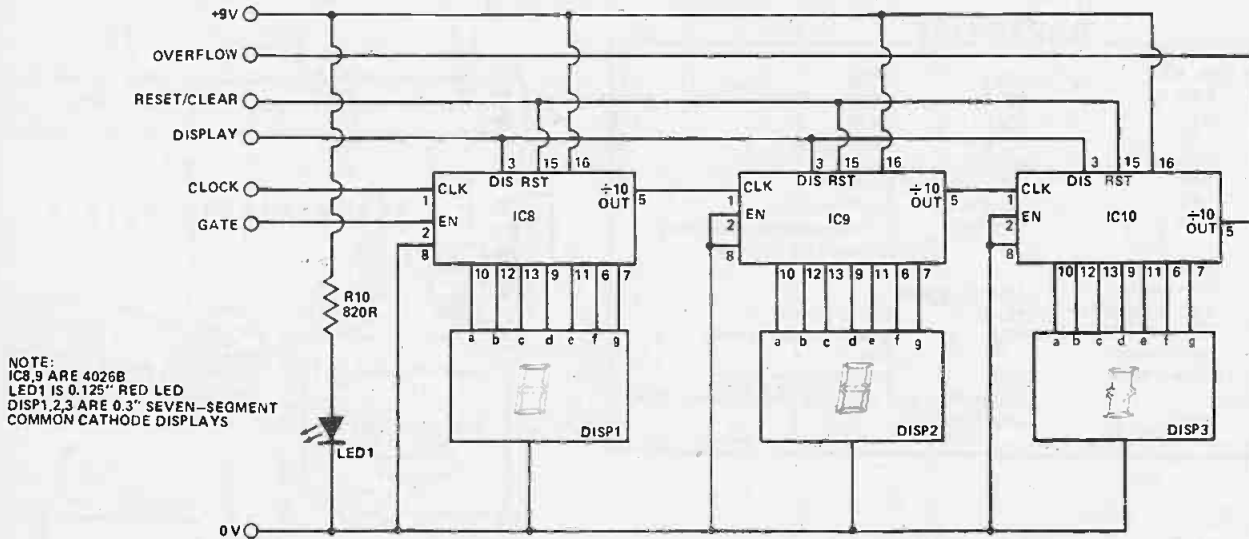 +9V
OVERFLOW
RESET/CLEAR
DISPLAY
3 15 16
3 15 16
3 15 16
CLOCK
CLK
DIS RST
÷10
OUT
5
1
IC8
CLK
DIS RST
÷10
OUT
5
1
IC9
CLK
DIS RST
1
IC10
÷10
OUT
5
GATE
EN
2
8
EN
2
8
EN
2
8
10 12 13 9 11 6 7
10 12 13 9 11 6 7
10 12 13 9 11 6 7
R10
820R
a b c d e f g
a b c d e f g
a b c d e f g
NOTE:
IC8,9 ARE 4026B
LED1 IS 0.125" RED LED
DISP1,2,3 ARE 0.3" SEVEN–SEGMENT
COMMON CATHODE DISPLAYS
LED1
DISP1
DISP2
DISP3
0V